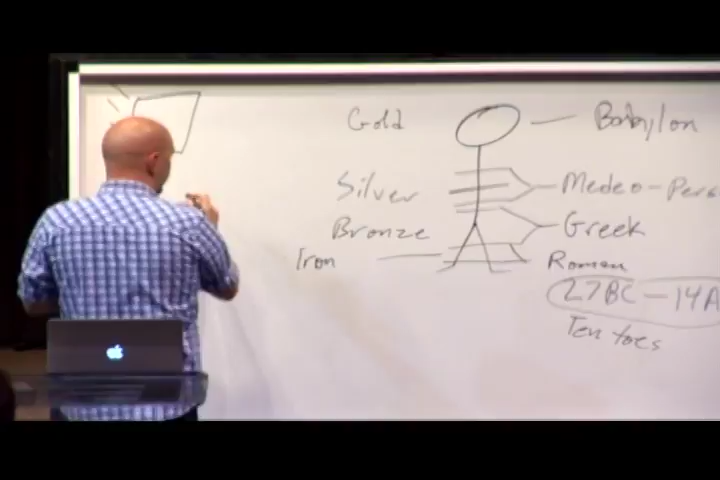 Gold Babylon
Silver Medeo-Pers
Bronze Greek
Iron Roman
27BC-14A
Ten toes